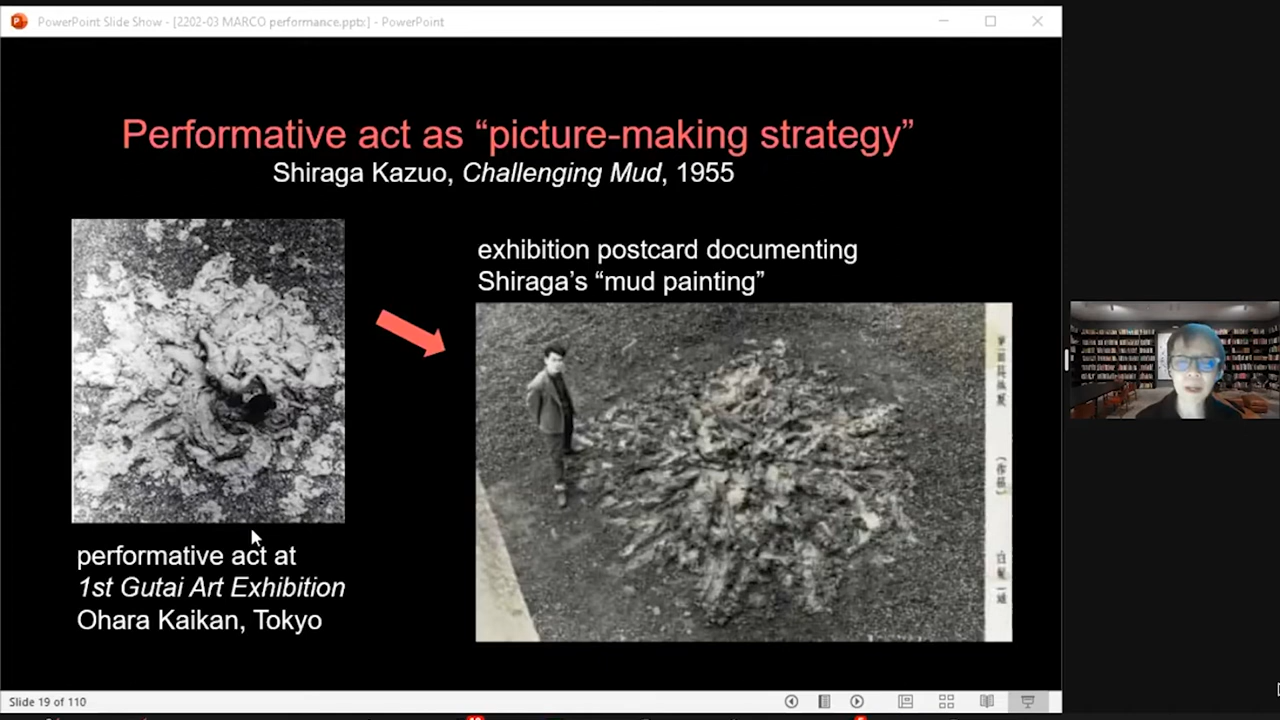 PowerPoint Slide Show - [2202-03 MARCO performance.ppb:] - PowerPoint
Performative act as “picture-making strategy”
Shiraga Kazuo, Challenging Mud, 1955
exhibition postcard documenting
Shiraga’s “mud painting”
performative act at
1st Gutai Art Exhibition
Ohara Kaikan, Tokyo
Slide 19 of 110